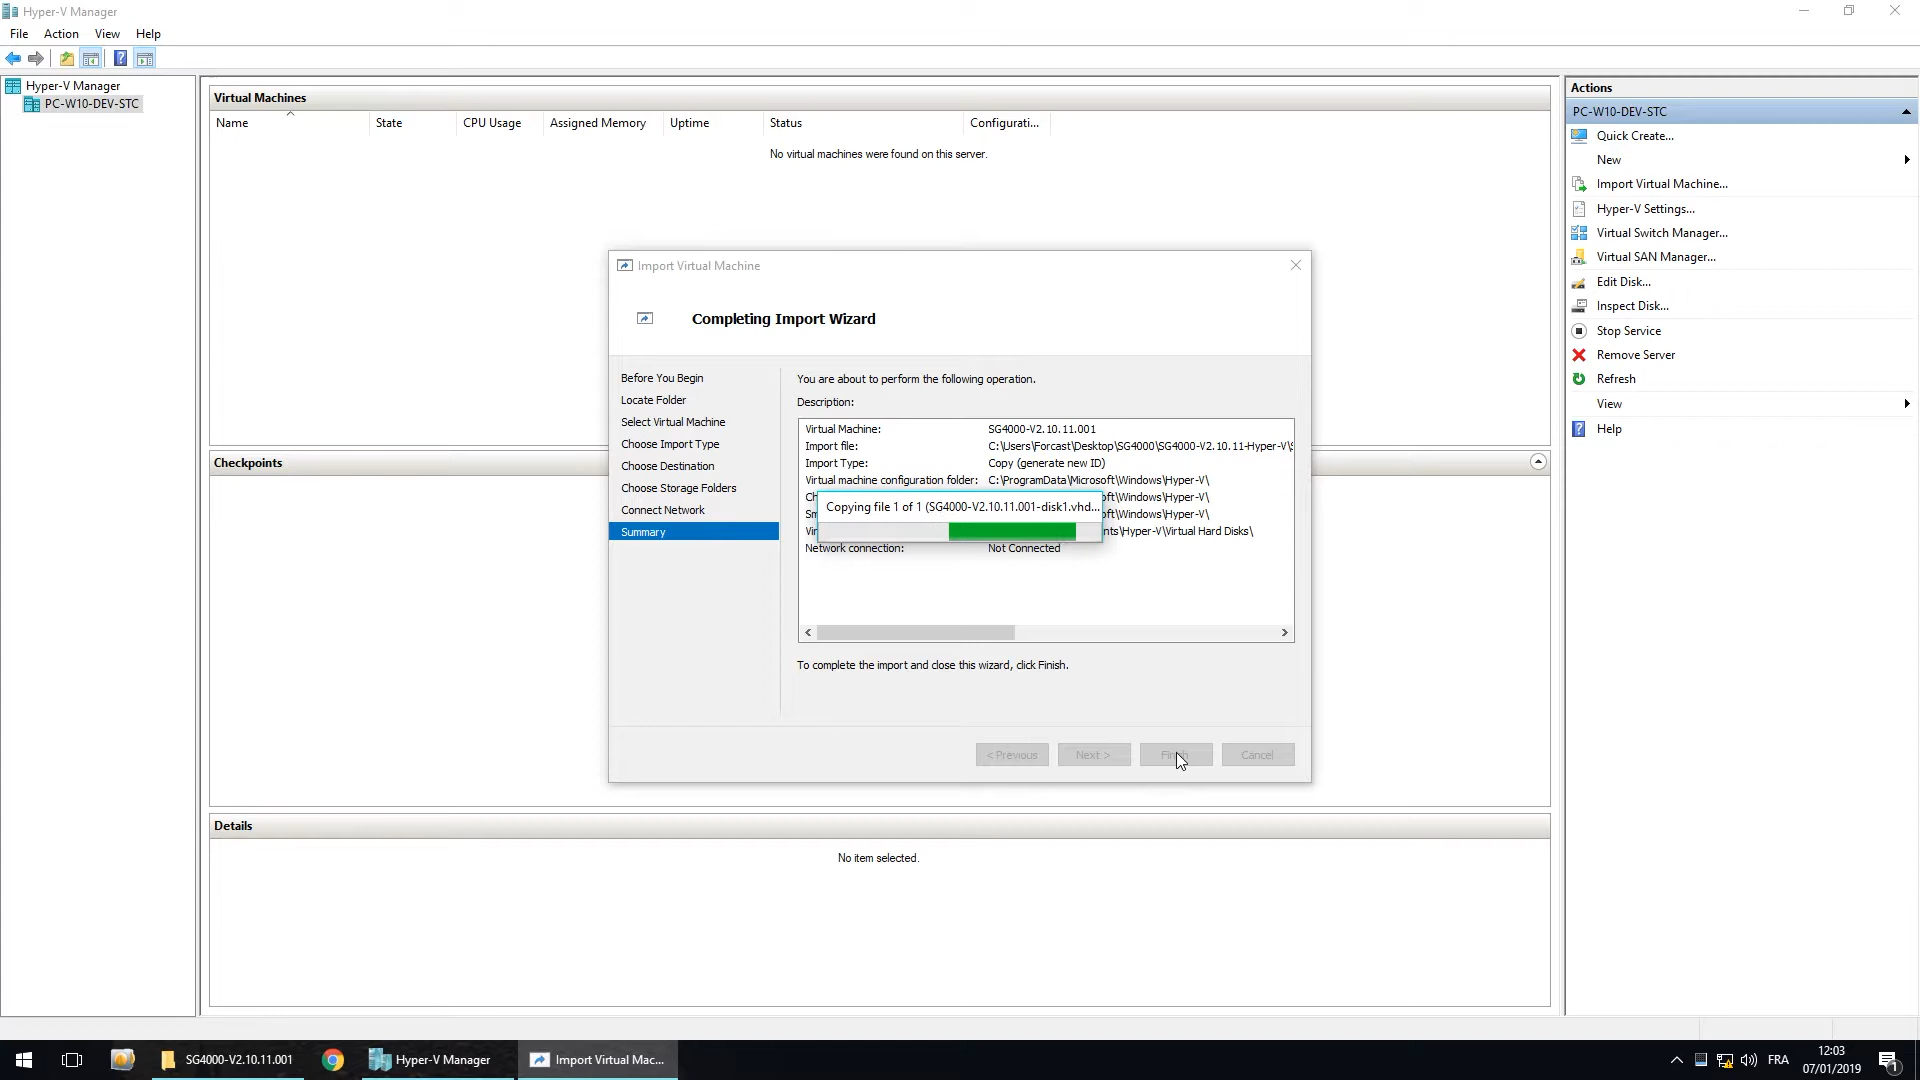 Hyper-V Manager
File Action View Help
Hyper-V Manager
PC-W10-DEV-STC
Virtual Machines
Name State CPU Usage Assigned Memory Uptime Status Configurati...
No virtual machines were found on this server.
Import Virtual Machine
Completing Import Wizard
Before You Begin
Locate Folder
Select Virtual Machine
Choose Import Type
Choose Destination
Choose Storage Folders
Connect Network
Summary
You are about to perform the following operation.
Description:
Virtual Machine: SG4000-V2.10.11.001
Import file: C:\Users\Forcast\Desktop\SG4000\SG4000-V2.10.11-Hyper-V\S
Import Type: Copy (generate new ID)
Virtual machine configuration folder: C:\ProgramData\Microsoft\Windows\Hyper-V\
Ch oft\Windows\Hyper-V\
Copying file 1 of 1 (SG4000-V2.10.11.001-disk1.vhd...
Sm oft\Windows\Hyper-V\
Vir nts\Hyper-V\Virtual Hard Disks\
Network connection: Not Connected
To complete the import and close this wizard, click Finish.
< Previous Next > Cancel
Checkpoints
Details
No item selected.
Actions
PC-W10-DEV-STC
Quick Create...
New
Import Virtual Machine...
Hyper-V Settings...
Virtual Switch Manager...
Virtual SAN Manager...
Edit Disk...
Inspect Disk...
Stop Service
Remove Server
Refresh
View
Help
SG4000-V2.10.11.001 Hyper-V Manager Import Virtual Mac... FRA 12:03
07/01/2019 1